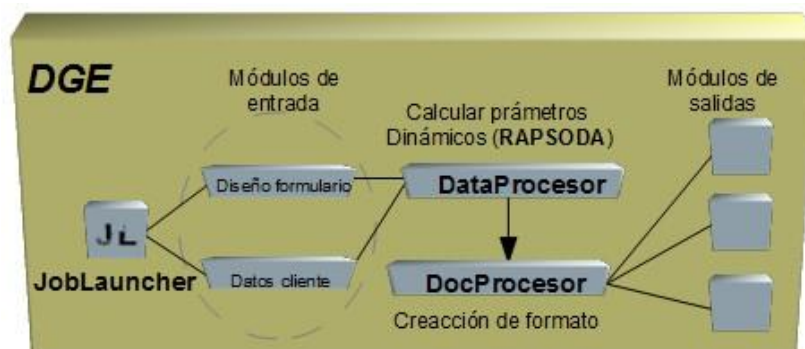 DGE
Módulos de
entrada
Calcular prámetros
Dinámicos (RAPSODA)
Módulos de
salidas
Diseño formulario
DataProcesor
JL
JobLauncher
Datos cliente
DocProcesor
Creacción de formato